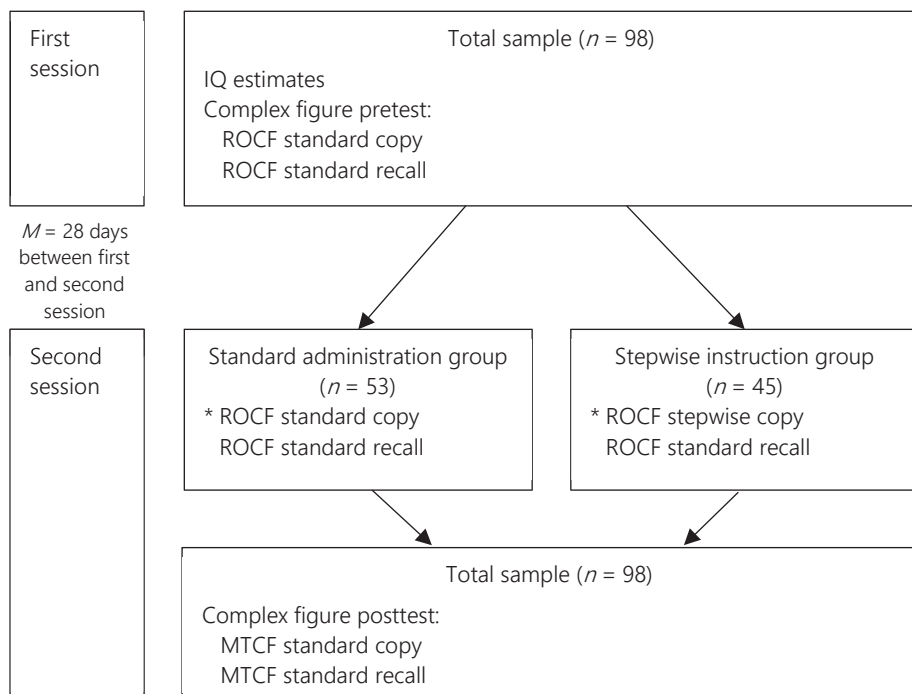 First
session
Total sample (n = 98)
IQ estimates
Complex figure pretest:
ROCF standard copy
ROCF standard recall
M = 28 days
between first
and second
session
Second
session
Standard administration group
(n = 53)
* ROCF standard copy
ROCF standard recall
Stepwise instruction group
(n = 45)
* ROCF stepwise copy
ROCF standard recall
Total sample (n = 98)
Complex figure posttest:
MTCF standard copy
MTCF standard recall